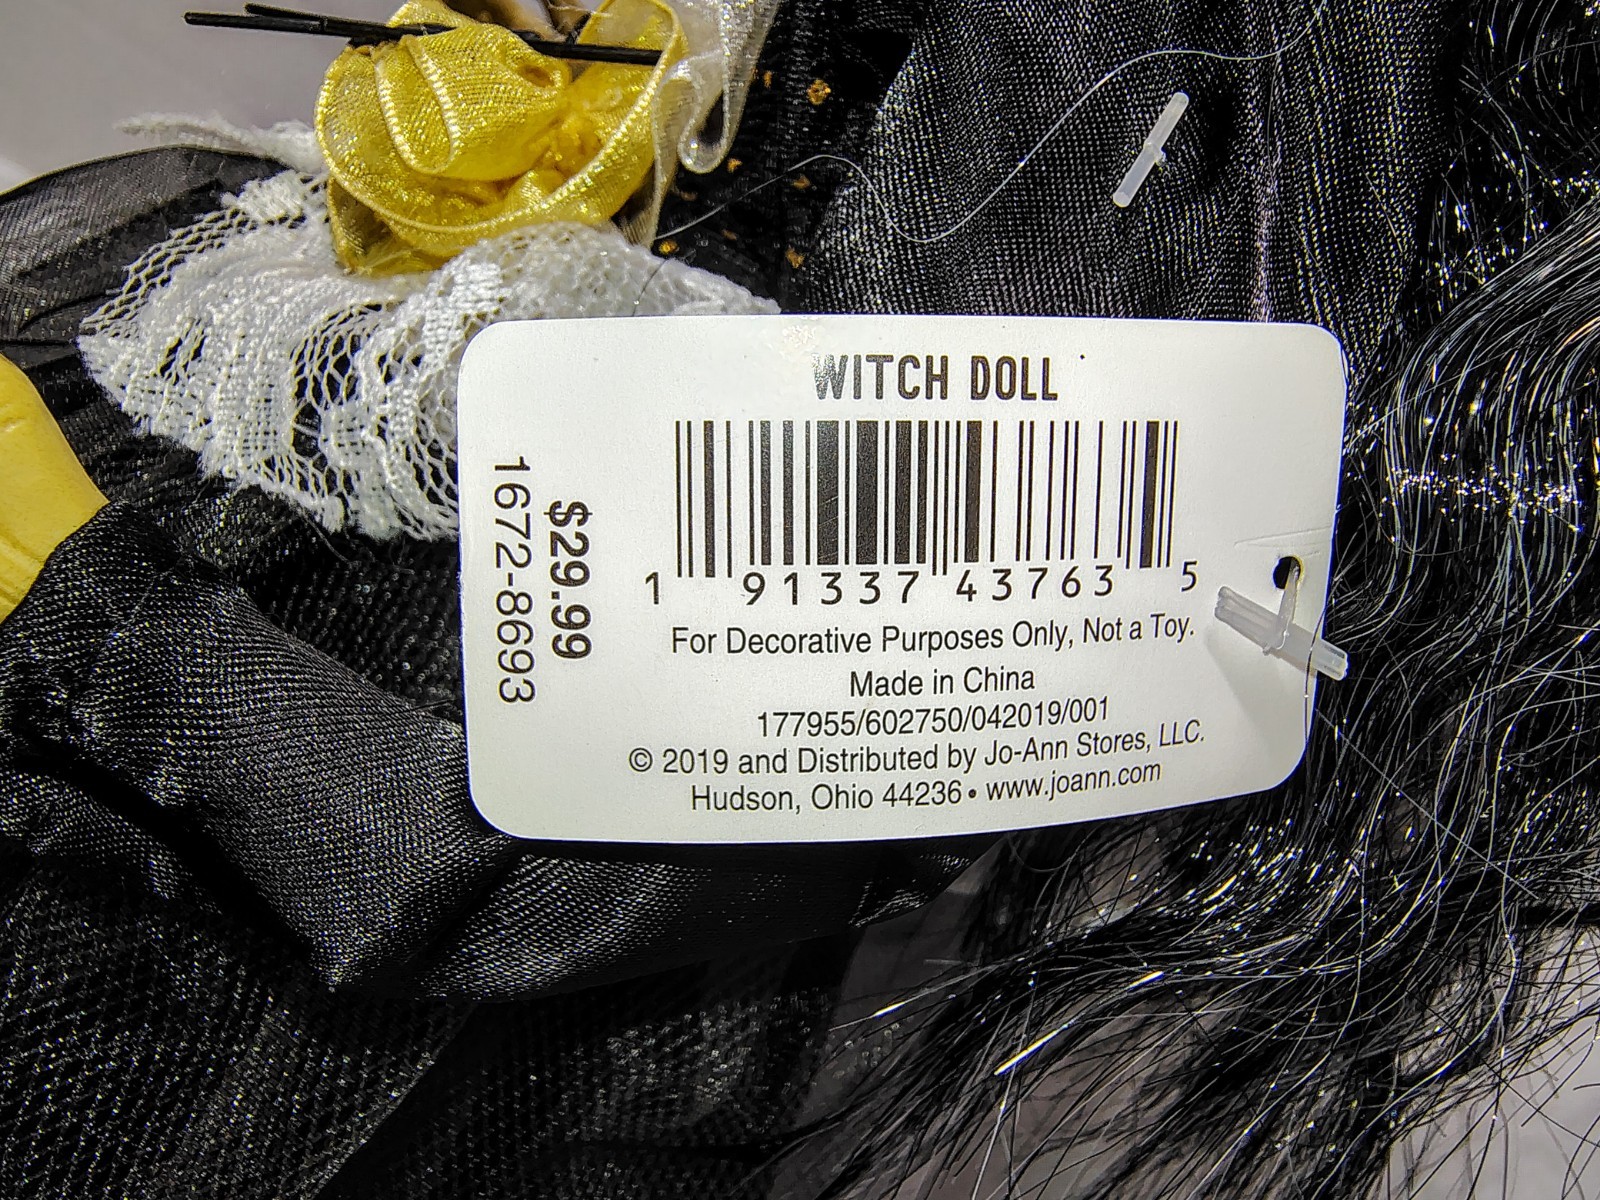 WITCH DOLL
1 91337 43763 5
For Decorative Purposes Only, Not a Toy.
Made in China
177955/602750/042019/001
© 2019 and Distributed by Jo-Ann Stores, LLC.
Hudson, Ohio 44236 • www.joann.com
$29.99
1672-8693